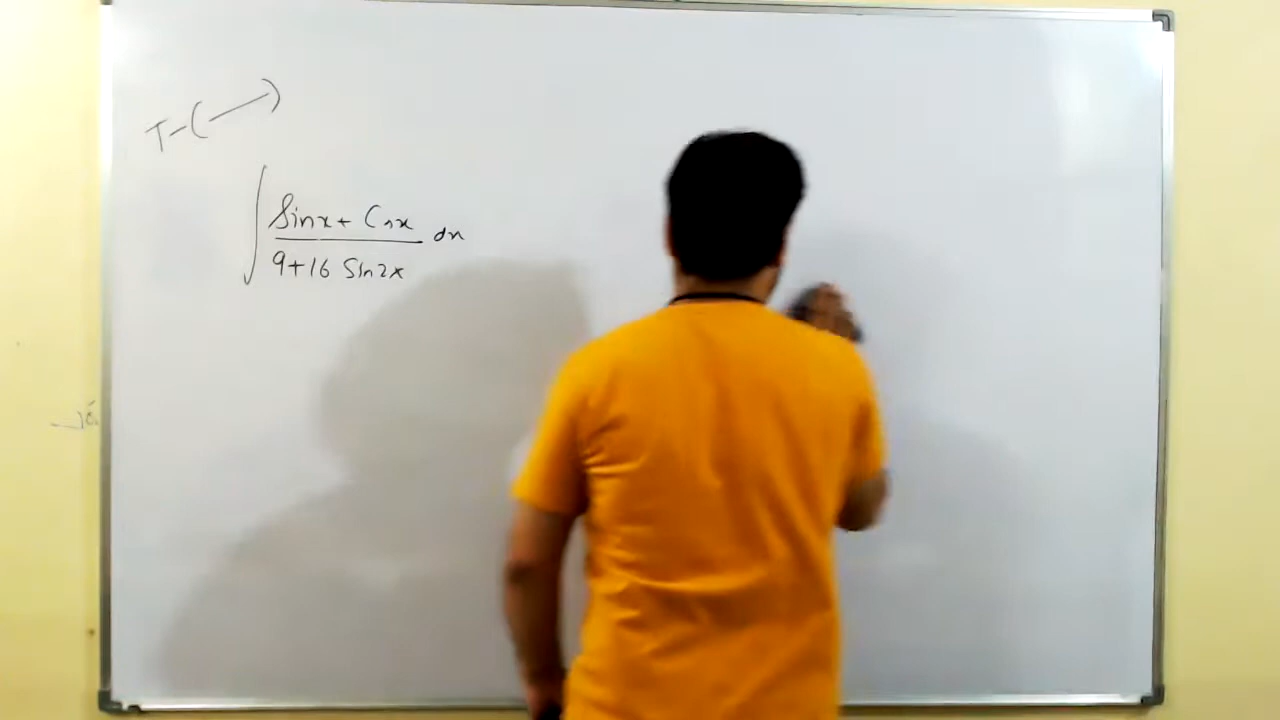 T-(⟶)
∫ Sinx + Cosx / 9+16 Sin2x dx